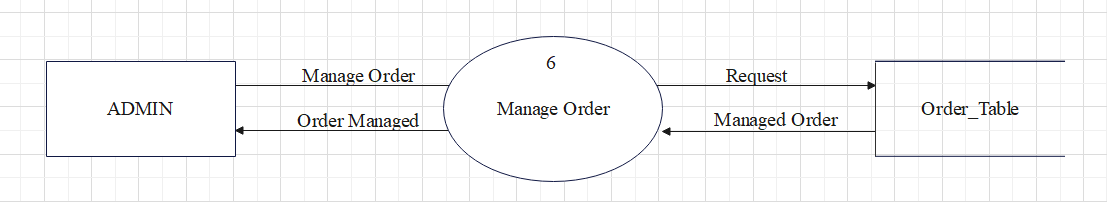 6
Manage Order
Request
ADMIN
Manage Order
Order_Table
Order Managed
Managed Order